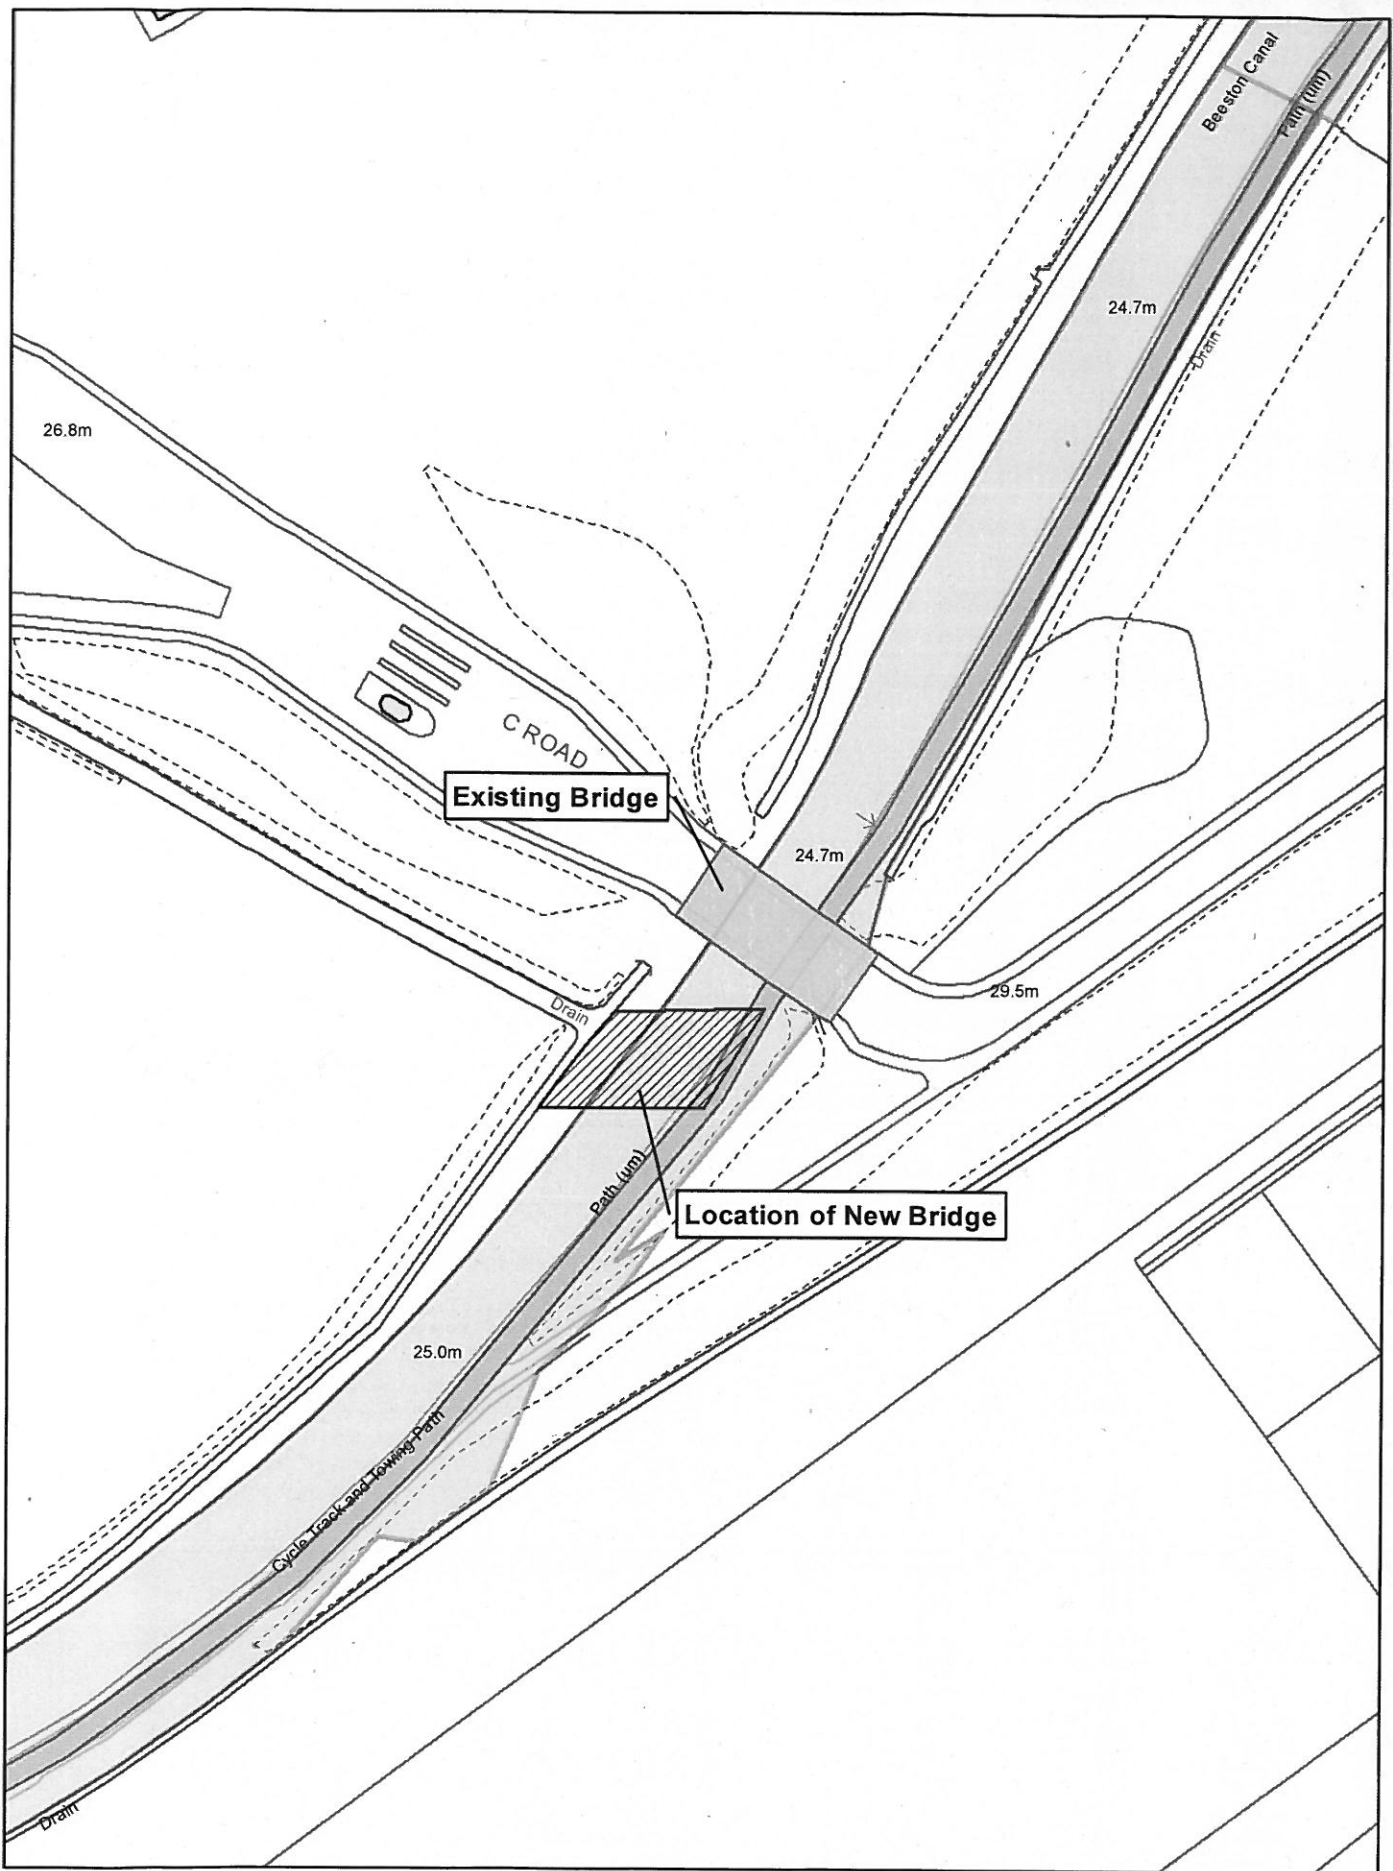 Beeston Canal
Path (um)
24.7m
Drain
26.8m
C ROAD
Existing Bridge
24.7m
29.5m
Drain
Path (um)
Location of New Bridge
25.0m
Cycle Track and Towing Path
Drain